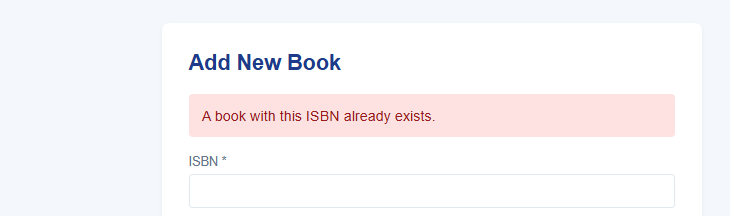 Add New Book
A book with this ISBN already exists.
ISBN *